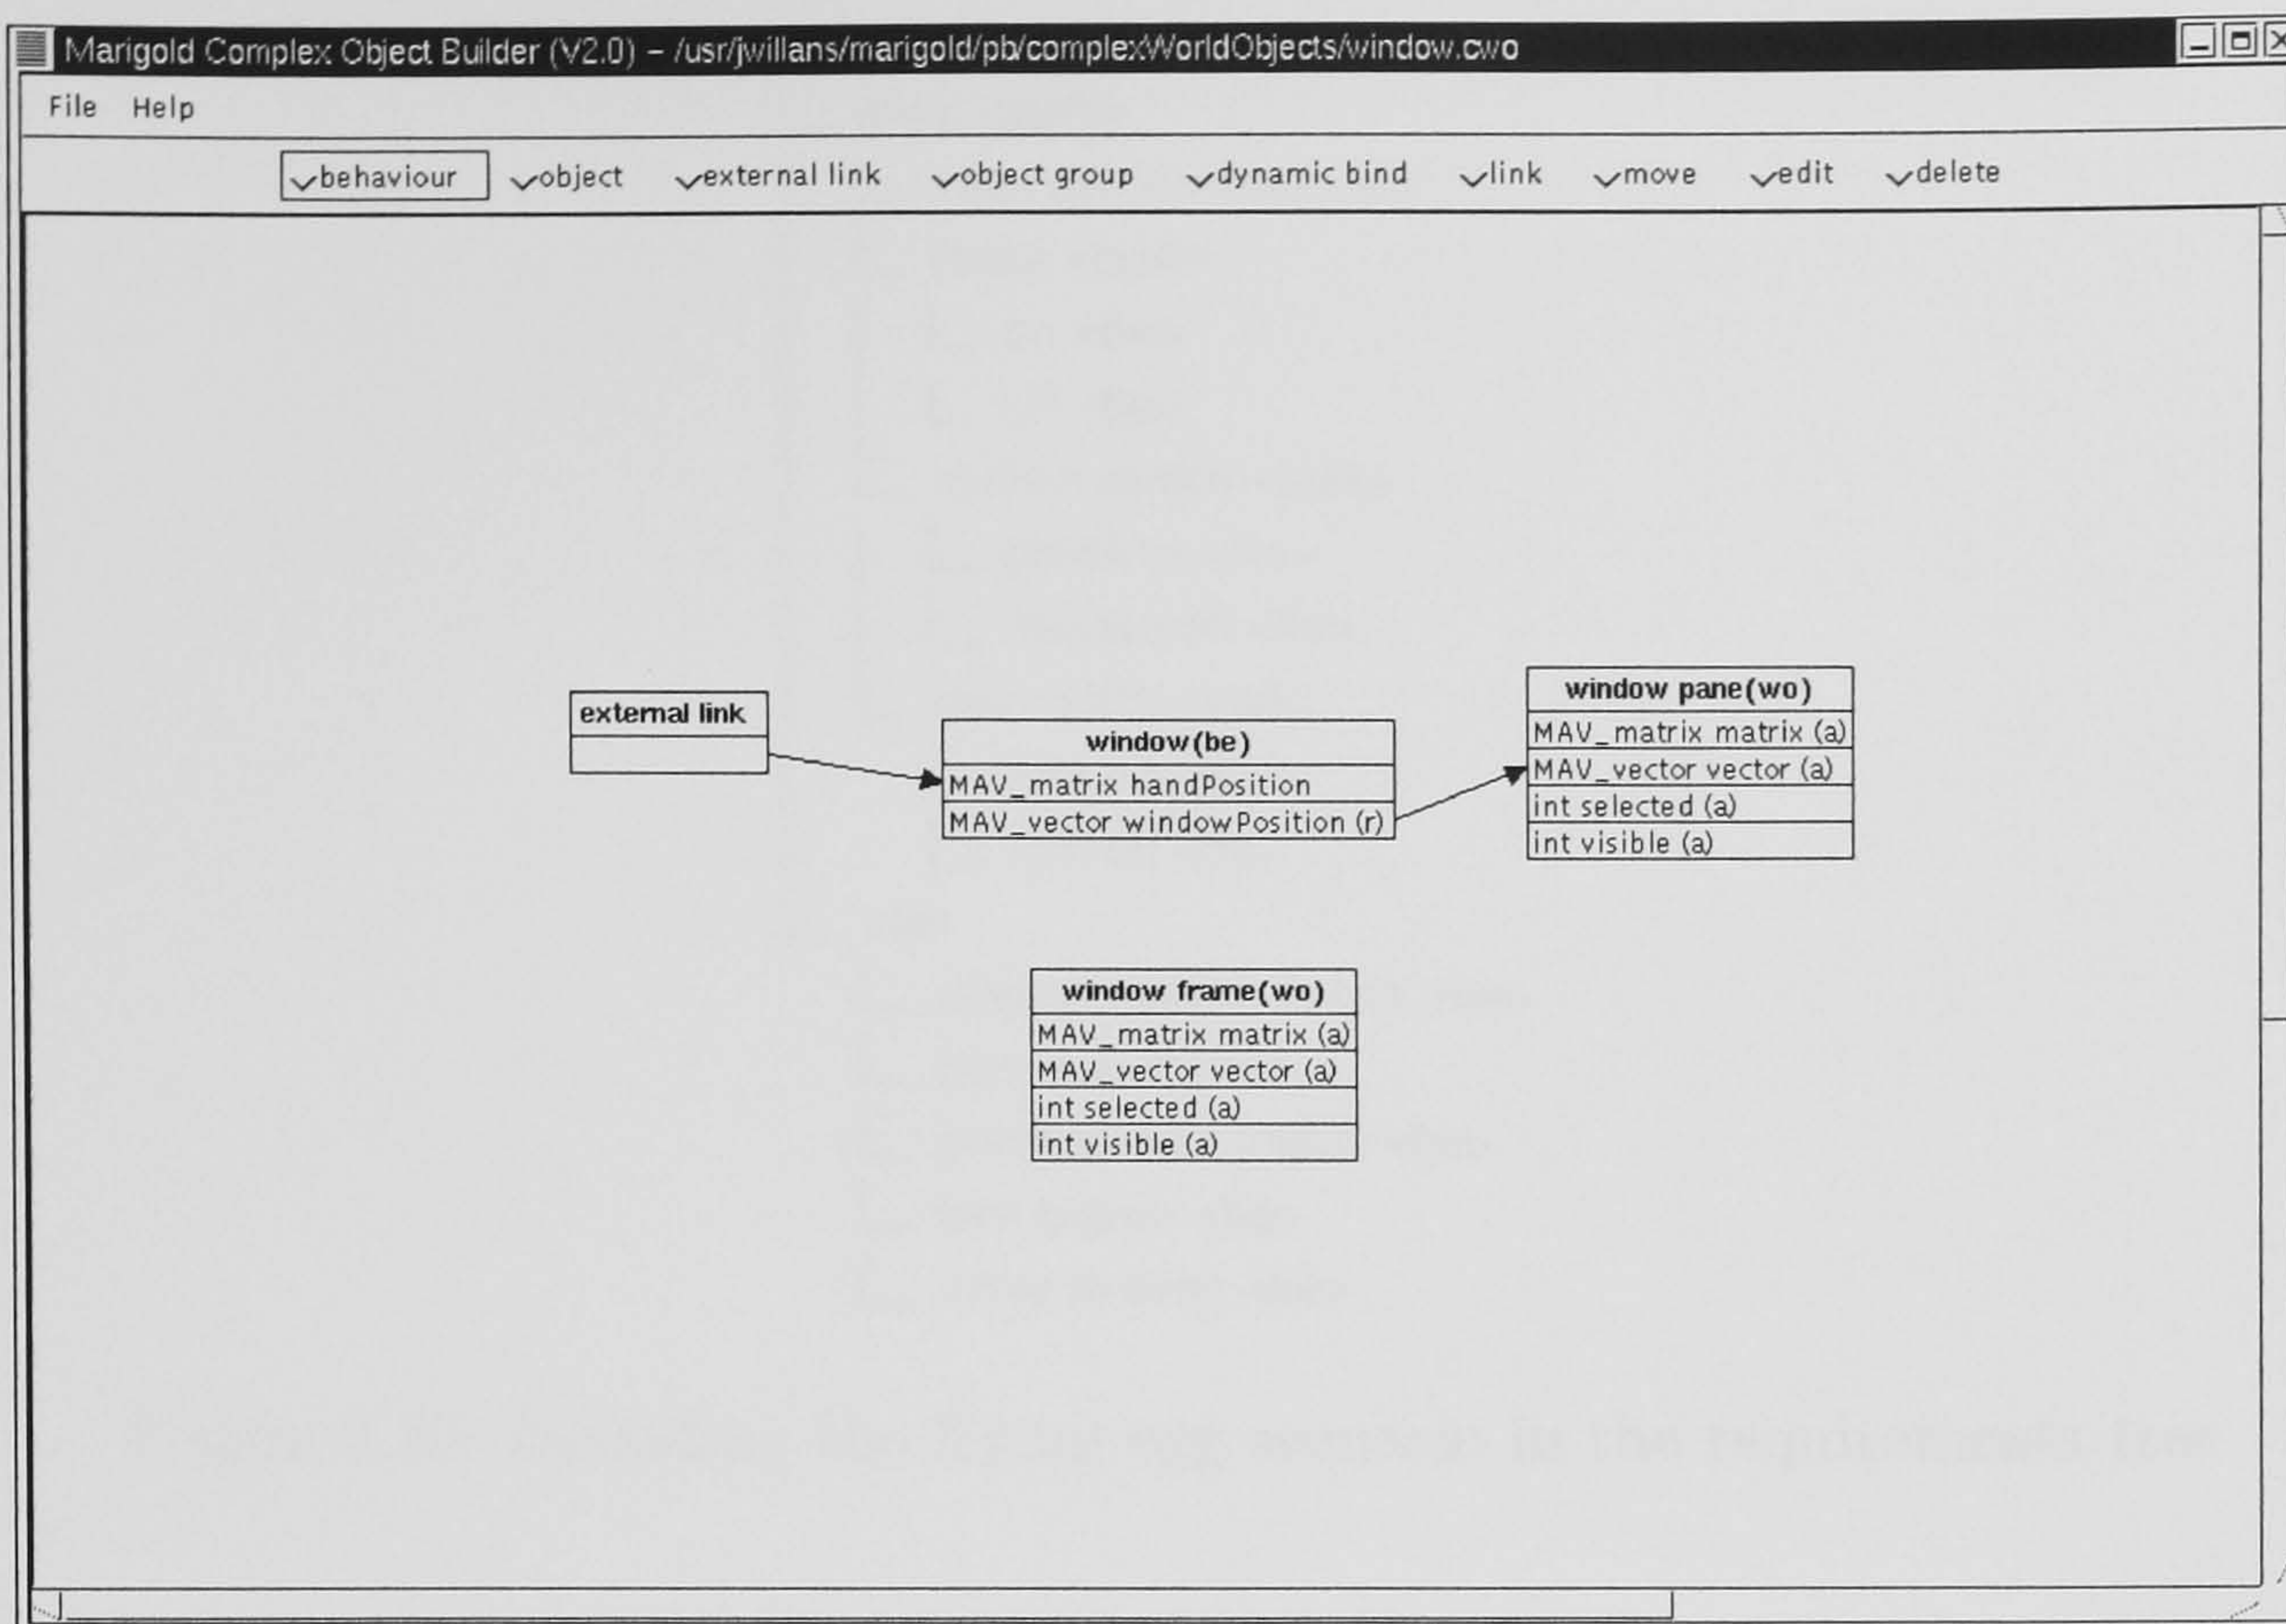 Marigold Complex Object Builder (V2.0) – /usr/jwillans/marigold/pb/complexWorldObjects/window.cwo
File Help
behaviour object external link object group dynamic bind link move edit delete
external link
window(be)
MAV_matrix handPosition
MAV_vector windowPosition (r)
window pane(wo)
MAV_matrix matrix (a)
MAV_vector vector (a)
int selected (a)
int visible (a)
window frame(wo)
MAV_matrix matrix (a)
MAV_vector vector (a)
int selected (a)
int visible (a)